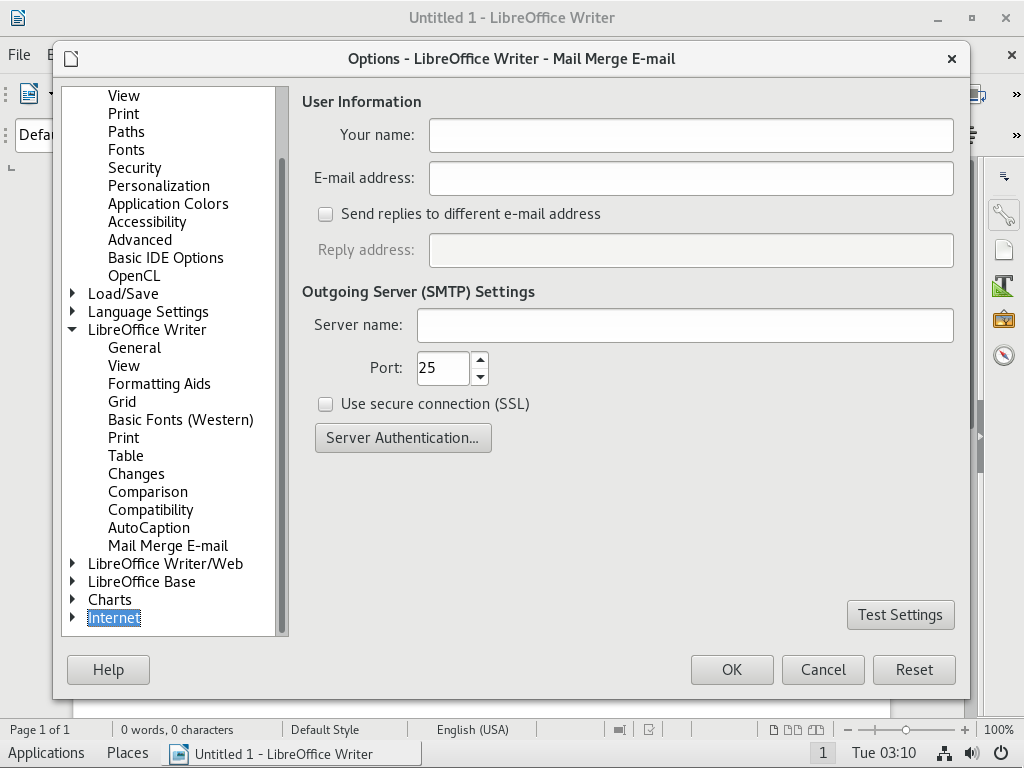 Untitled 1 - LibreOffice Writer
File
Options - LibreOffice Writer - Mail Merge E-mail
View
Print
Paths
Fonts
Security
Personalization
Application Colors
Accessibility
Advanced
Basic IDE Options
OpenCL
Load/Save
Language Settings
LibreOffice Writer
General
View
Formatting Aids
Grid
Basic Fonts (Western)
Print
Table
Changes
Comparison
Compatibility
AutoCaption
Mail Merge E-mail
LibreOffice Writer/Web
LibreOffice Base
Charts
Internet
User Information
Your name:
E-mail address:
Send replies to different e-mail address
Reply address:
Outgoing Server (SMTP) Settings
Server name:
Port: 25
Use secure connection (SSL)
Server Authentication...
Test Settings
Help OK Cancel Reset
Page 1 of 1 0 words, 0 characters Default Style English (USA) 100%
Applications Places Untitled 1 - LibreOffice Writer 1 Tue 03:10